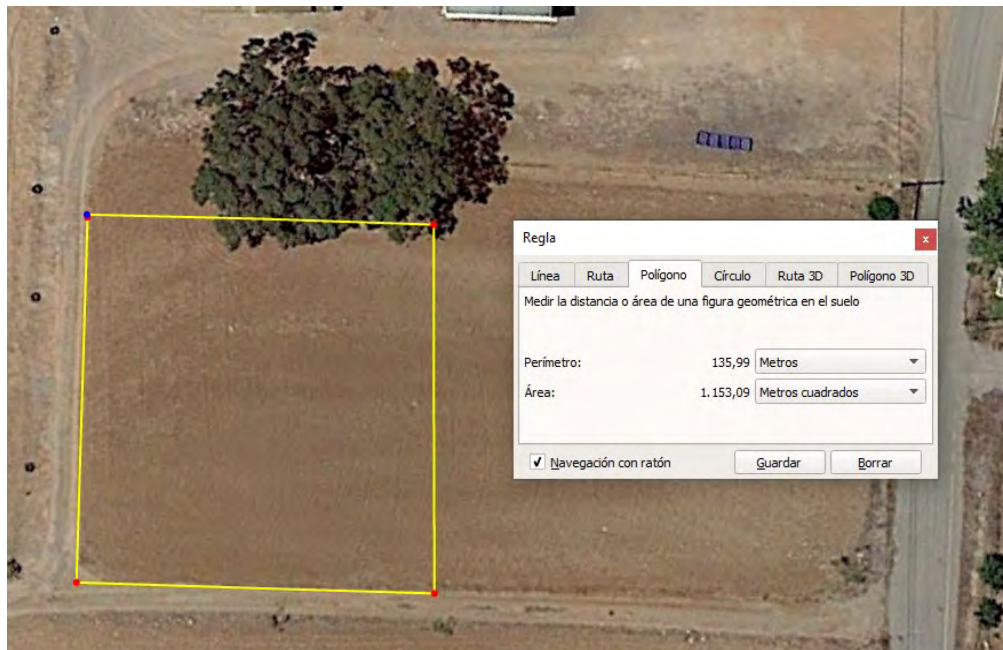 Regla
x
Línea Ruta Polígono Círculo Ruta 3D Polígono 3D
Medir la distancia o área de una figura geométrica en el suelo
Perímetro: 135,99 Metros
Área: 1.153,09 Metros cuadrados
Navegación con ratón Guardar Borrar